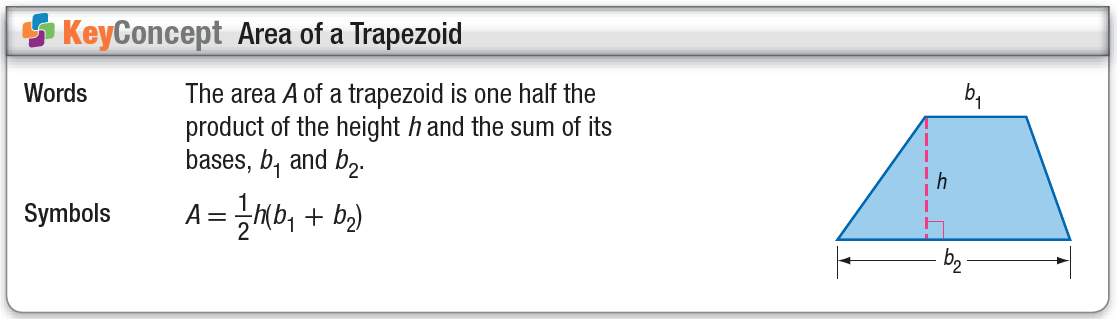 KeyConcept Area of a Trapezoid
Words
The area A of a trapezoid is one half the
product of the height h and the sum of its
bases, b₁ and b₂.
Symbols
A = 1/2 h(b₁ + b₂)
b₁
h
b₂